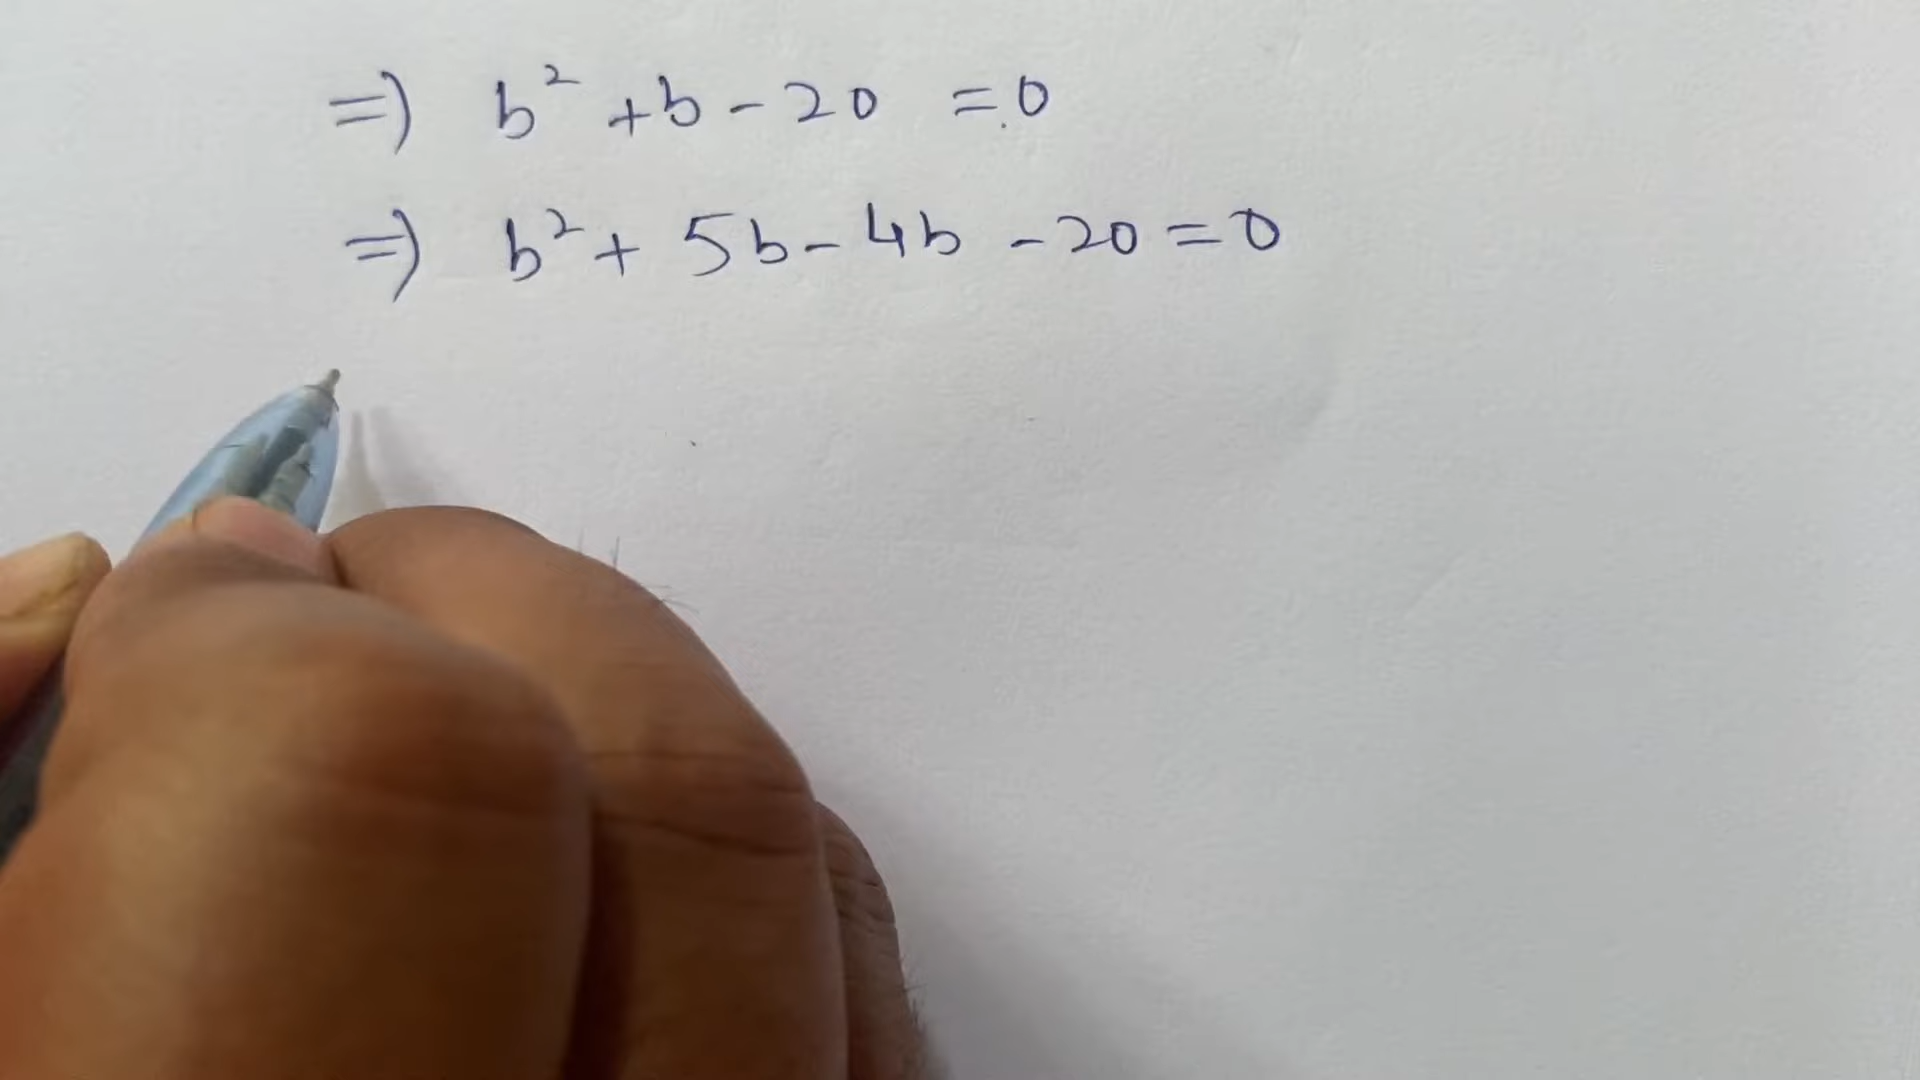 =) b² + b - 20 = 0
=) b² + 5b - 4b - 20 = 0